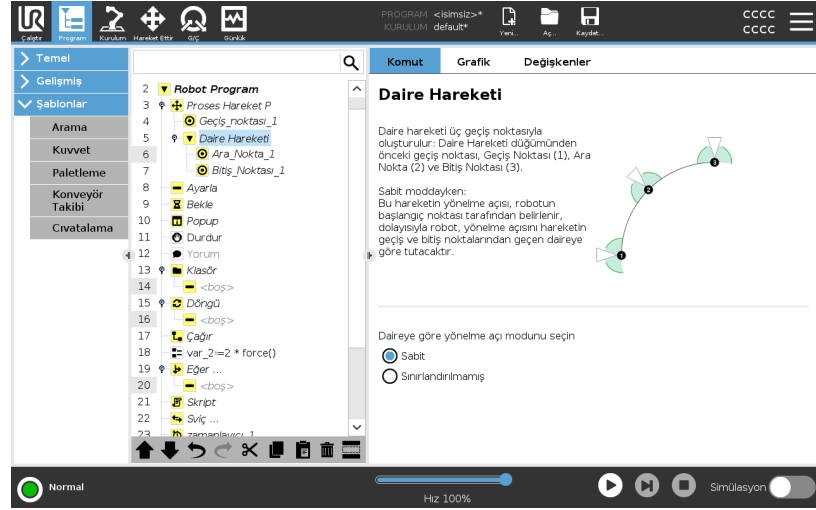 PROGRAM <isimsiz>*
KURULUM default*
Çalıştır Program Kurulum Hareket Ettir G/Ç Günlük
Yeni... Aç... Kaydet...
cccc
cccc
Temel
Gelişmiş
Şablonlar
Arama
Kuvvet
Paletleme
Konveyör
Takibi
Cıvatalama
2 Robot Program
3 Proses Hareket P
4 Geçiş_noktası_1
5 Daire Hareketi
6 Ara_Nokta_1
7 Bitiş_Noktası_1
8 Ayarla
9 Bekle
10 Popup
11 Durdur
12 Yorum
13 Klasör
14 <boş>
15 Döngü
16 <boş>
17 Çağır
18 var_2≔2 * force()
19 Eğer ...
20 <boş>
21 Skript
22 Sviç ...
23 zamanlayıcı_1
Komut Grafik Değişkenler
Daire Hareketi
Daire hareketi üç geçiş noktasıyla
oluşturulur: Daire Hareketi düğümünden
önceki geçiş noktası, Geçiş Noktası (1), Ara
Nokta (2) ve Bitiş Noktası (3).
Sabit moddayken:
Bu hareketin yönelme açısı, robotun
başlangıç noktası tarafından belirlenir,
dolayısıyla robot, yönelme açısını hareketin
geçiş ve bitiş noktalarından geçen daireye
göre tutacaktır.
1
2
3
Daireye göre yönelme açı modunu seçin
Sabit
Sınırlandırılmamış
Normal
Hız 100%
Simülasyon